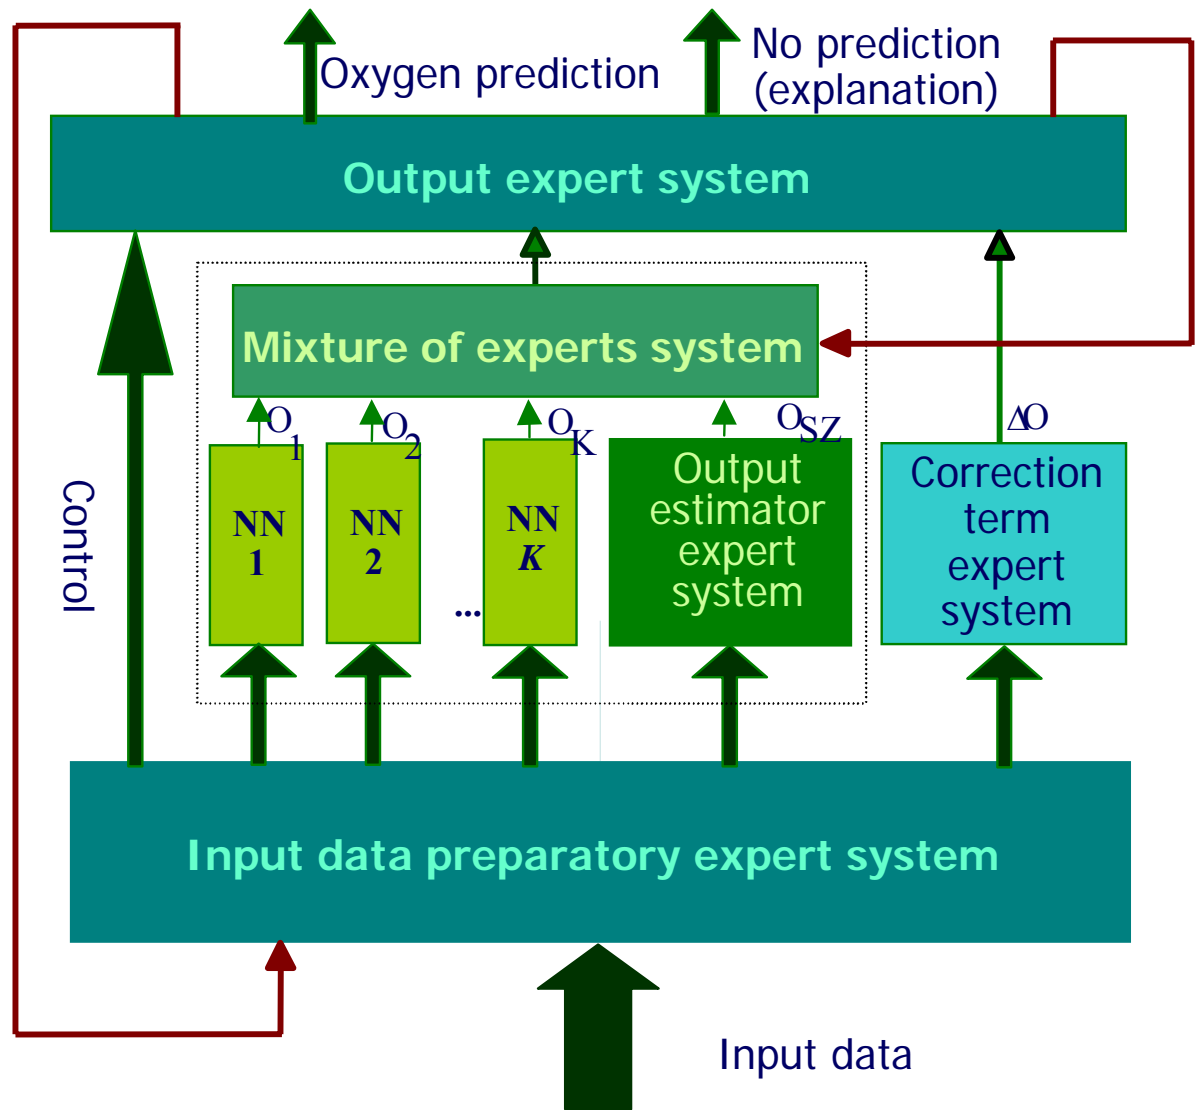 Oxygen prediction
No prediction
(explanation)
Output expert system
Mixture of experts system
O1
O2
OK
OSZ
ΔO
Control
NN
1
NN
2
...
NN
K
Output
estimator
expert
system
Correction
term
expert
system
Input data preparatory expert system
Input data